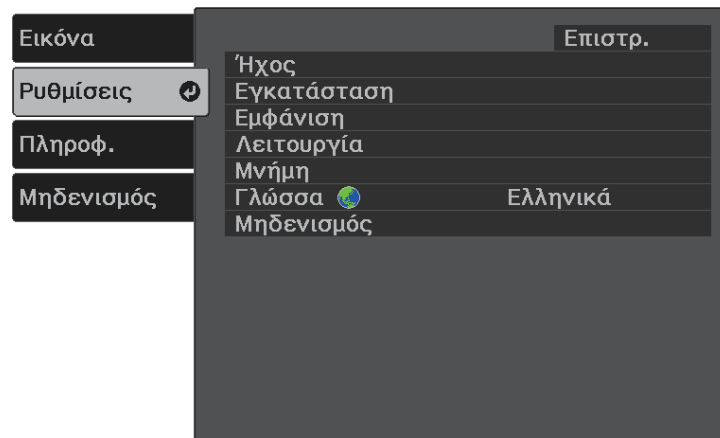 Εικόνα
Ρυθμίσεις
Πληροφ.
Μηδενισμός
Επιστρ.
Ήχος
Εγκατάσταση
Εμφάνιση
Λειτουργία
Μνήμη
Γλώσσα Ελληνικά
Μηδενισμός